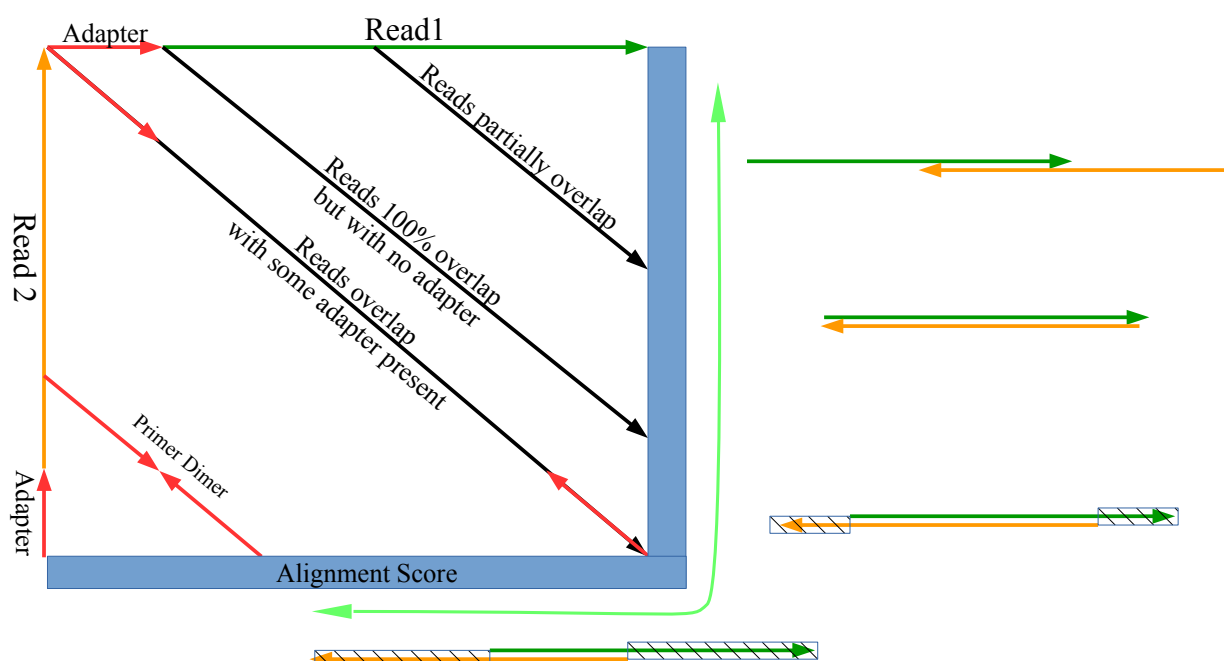 Adapter
Read1
Reads partially overlap
Reads 100% overlap
but with no adapter
Reads overlap
with some adapter present
Read 2
Primer Dimer
Adapter
Alignment Score